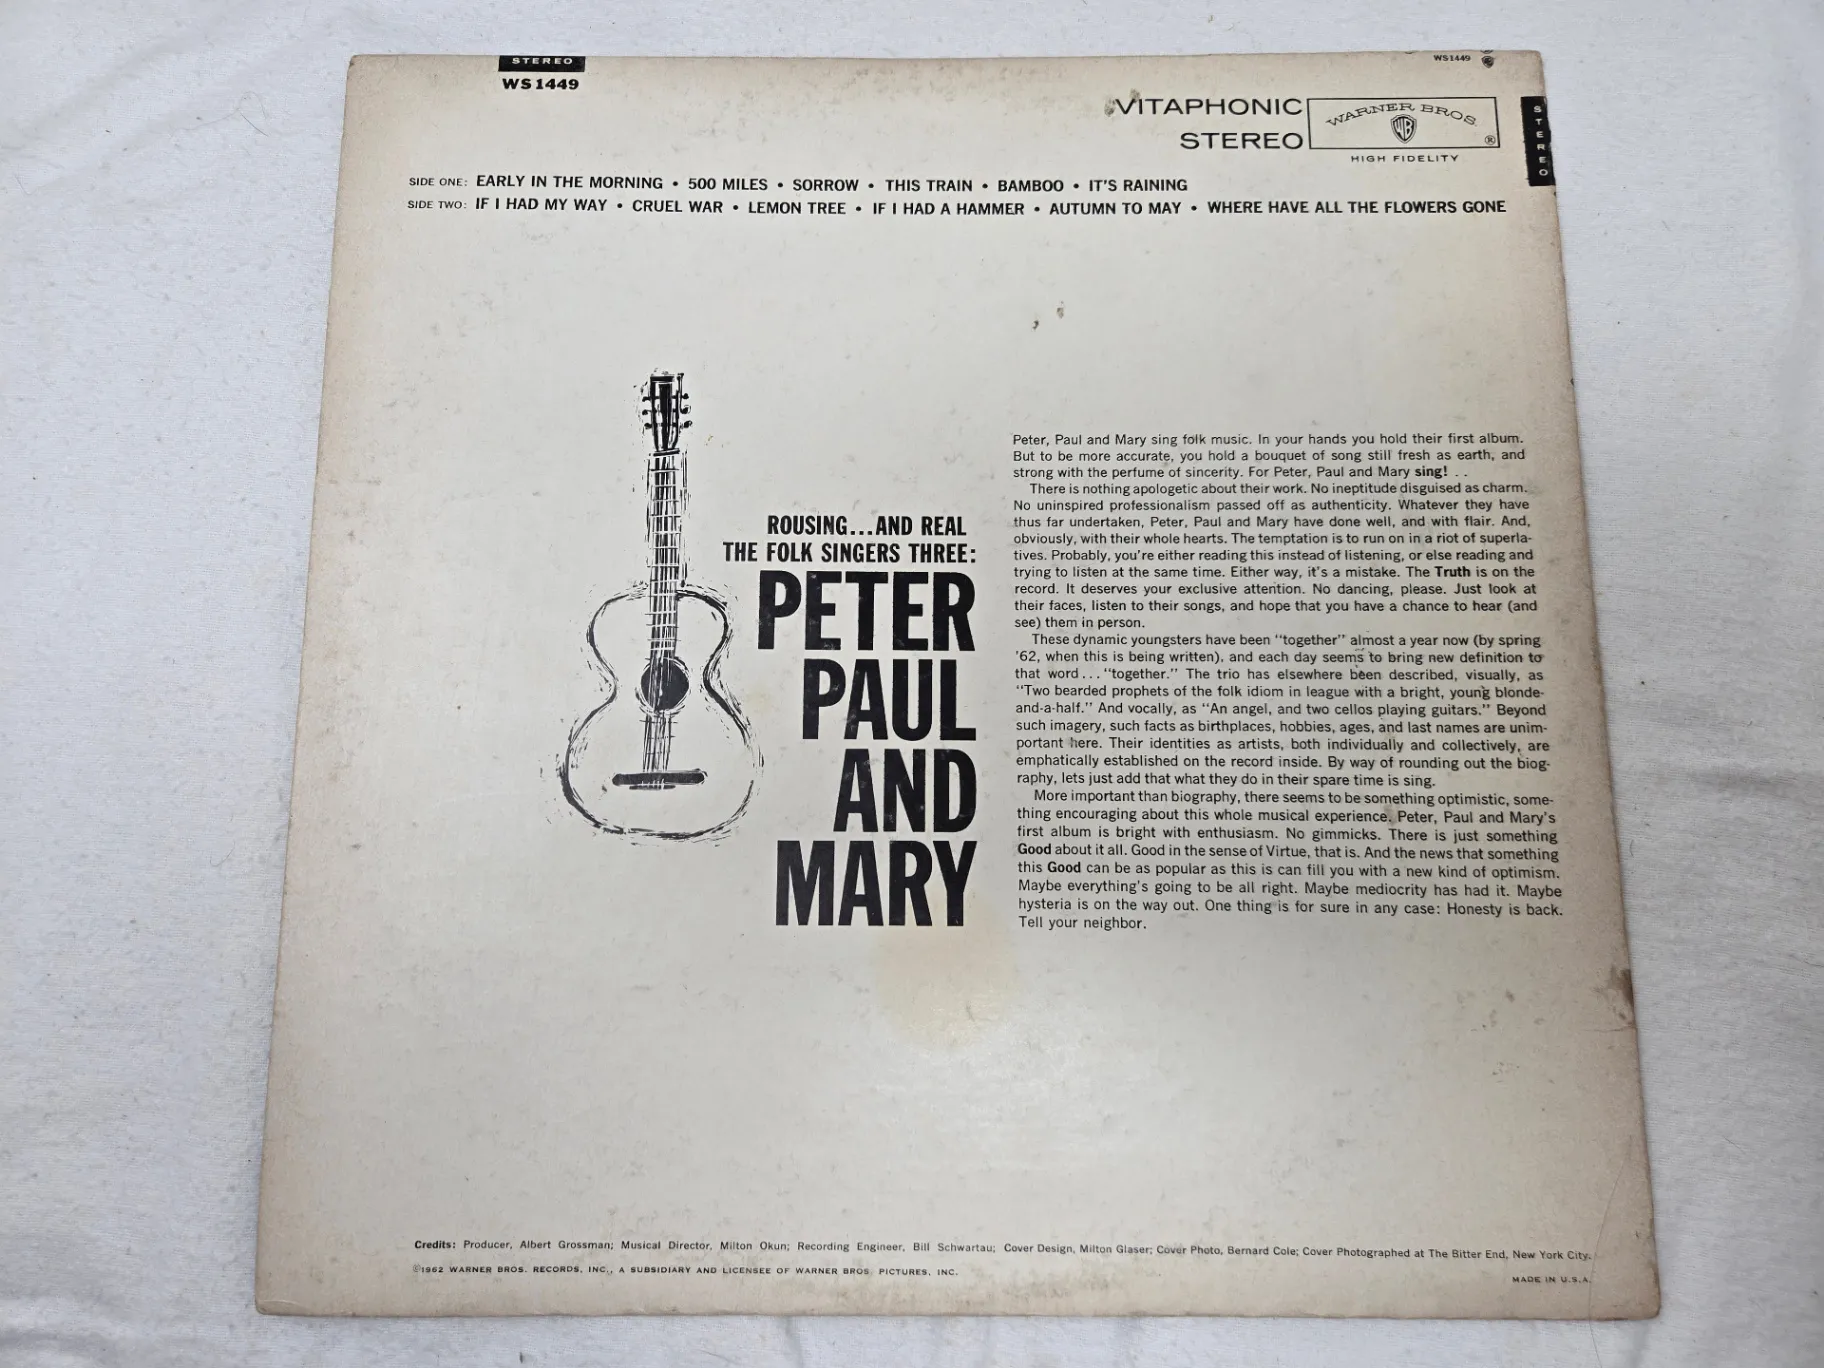 STEREO
WS1449
WS1449
VITAPHONIC
STEREO
WARNER BROS.
WB
®
HIGH FIDELITY
STEREO
SIDE ONE: EARLY IN THE MORNING • 500 MILES • SORROW • THIS TRAIN • BAMBOO • IT'S RAINING
SIDE TWO: IF I HAD MY WAY • CRUEL WAR • LEMON TREE • IF I HAD A HAMMER • AUTUMN TO MAY • WHERE HAVE ALL THE FLOWERS GONE
ROUSING...AND REAL
THE FOLK SINGERS THREE:
PETER
PAUL
AND
MARY
Peter, Paul and Mary sing folk music. In your hands you hold their first album.
But to be more accurate, you hold a bouquet of song still fresh as earth, and
strong with the perfume of sincerity. For Peter, Paul and Mary sing! . .
There is nothing apologetic about their work. No ineptitude disguised as charm.
No uninspired professionalism passed off as authenticity. Whatever they have
thus far undertaken, Peter, Paul and Mary have done well, and with flair. And,
obviously, with their whole hearts. The temptation is to run on in a riot of superla-
tives. Probably, you're either reading this instead of listening, or else reading and
trying to listen at the same time. Either way, it's a mistake. The Truth is on the
record. It deserves your exclusive attention. No dancing, please. Just look at
their faces, listen to their songs, and hope that you have a chance to hear (and
see) them in person.
These dynamic youngsters have been "together" almost a year now (by spring
'62, when this is being written), and each day seems to bring new definition to
that word... "together." The trio has elsewhere been described, visually, as
"Two bearded prophets of the folk idiom in league with a bright, young blonde-
and-a-half." And vocally, as "An angel, and two cellos playing guitars." Beyond
such imagery, such facts as birthplaces, hobbies, ages, and last names are unim-
portant here. Their identities as artists, both individually and collectively, are
emphatically established on the record inside. By way of rounding out the biog-
raphy, lets just add that what they do in their spare time is sing.
More important than biography, there seems to be something optimistic, some-
thing encouraging about this whole musical experience. Peter, Paul and Mary's
first album is bright with enthusiasm. No gimmicks. There is just something
Good about it all. Good in the sense of Virtue, that is. And the news that something
this Good can be as popular as this is can fill you with a new kind of optimism.
Maybe everything's going to be all right. Maybe mediocrity has had it. Maybe
hysteria is on the way out. One thing is for sure in any case: Honesty is back.
Tell your neighbor.
Credits: Producer, Albert Grossman; Musical Director, Milton Okun; Recording Engineer, Bill Schwartau; Cover Design, Milton Glaser; Cover Photo, Bernard Cole; Cover Photographed at The Bitter End, New York City.
©1962 WARNER BROS. RECORDS, INC., A SUBSIDIARY AND LICENSEE OF WARNER BROS. PICTURES, INC.
MADE IN U.S.A.